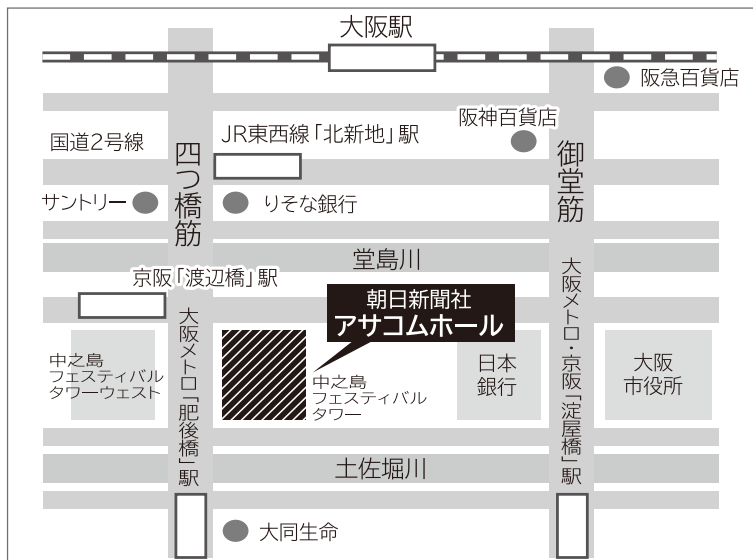 大阪駅
阪急百貨店
阪神百貨店
国道2号線
JR東西線「北新地」駅
四つ橋筋
御堂筋
サントリー
りそな銀行
堂島川
京阪「渡辺橋」駅
朝日新聞社
アサコムホール
大阪メトロ「肥後橋」駅
大阪メトロ・京阪「淀屋橋」駅
中之島
フェスティバル
タワーウェスト
中之島
フェスティバル
タワー
日本
銀行
大阪
市役所
土佐堀川
大同生命